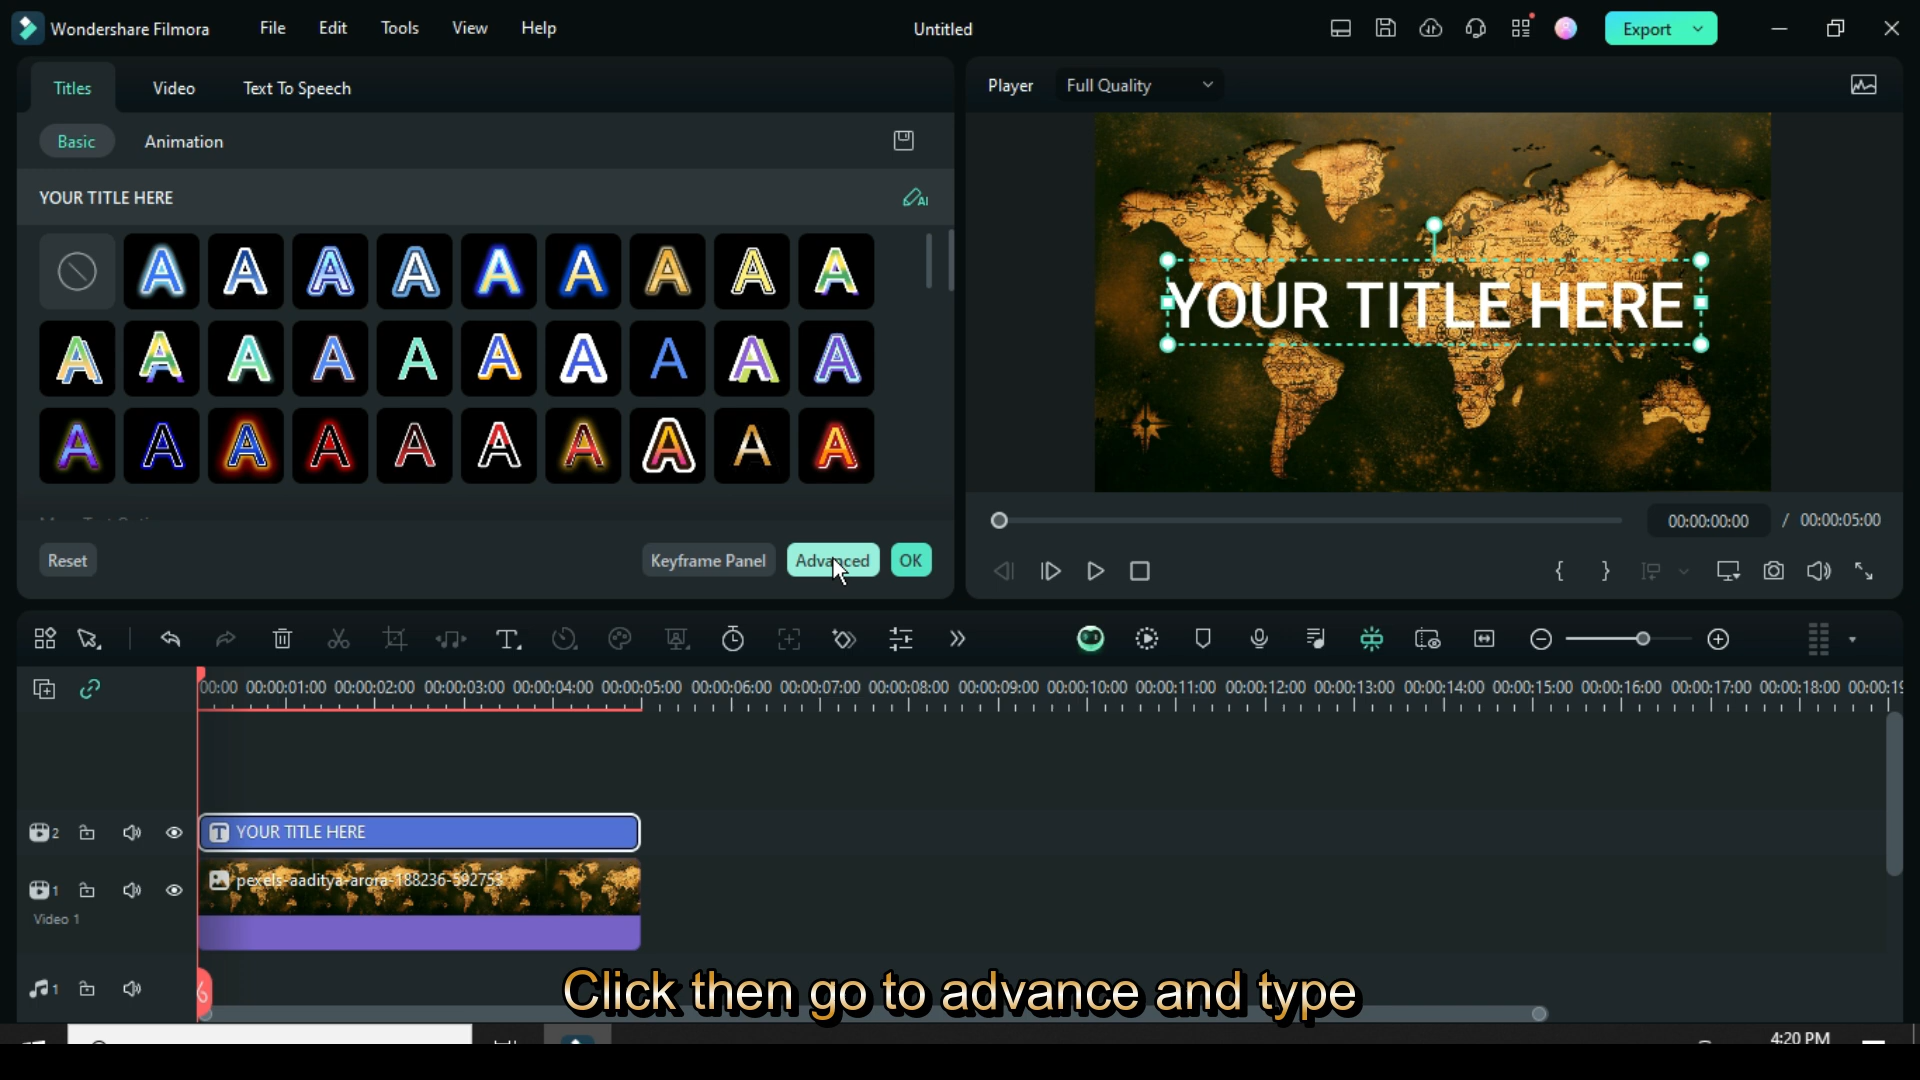 Wondershare Filmora File Edit Tools View Help Untitled Export
Titles Video Text To Speech
Player Full Quality
Basic Animation
YOUR TITLE HERE
YOUR TITLE HERE
00:00:00:00 / 00:00:05:00
Reset Keyframe Panel Advanced OK
00:00 00:00:01:00 00:00:02:00 00:00:03:00 00:00:04:00 00:00:05:00 00:00:06:00 00:00:07:00 00:00:08:00 00:00:09:00 00:00:10:00 00:00:11:00 00:00:12:00 00:00:13:00 00:00:14:00 00:00:15:00 00:00:16:00 00:00:17:00 00:00:18:00
2 YOUR TITLE HERE
1 pexels-aaditya-arora-188236-592753
Video 1
1
Click then go to advance and type
4:20 PM